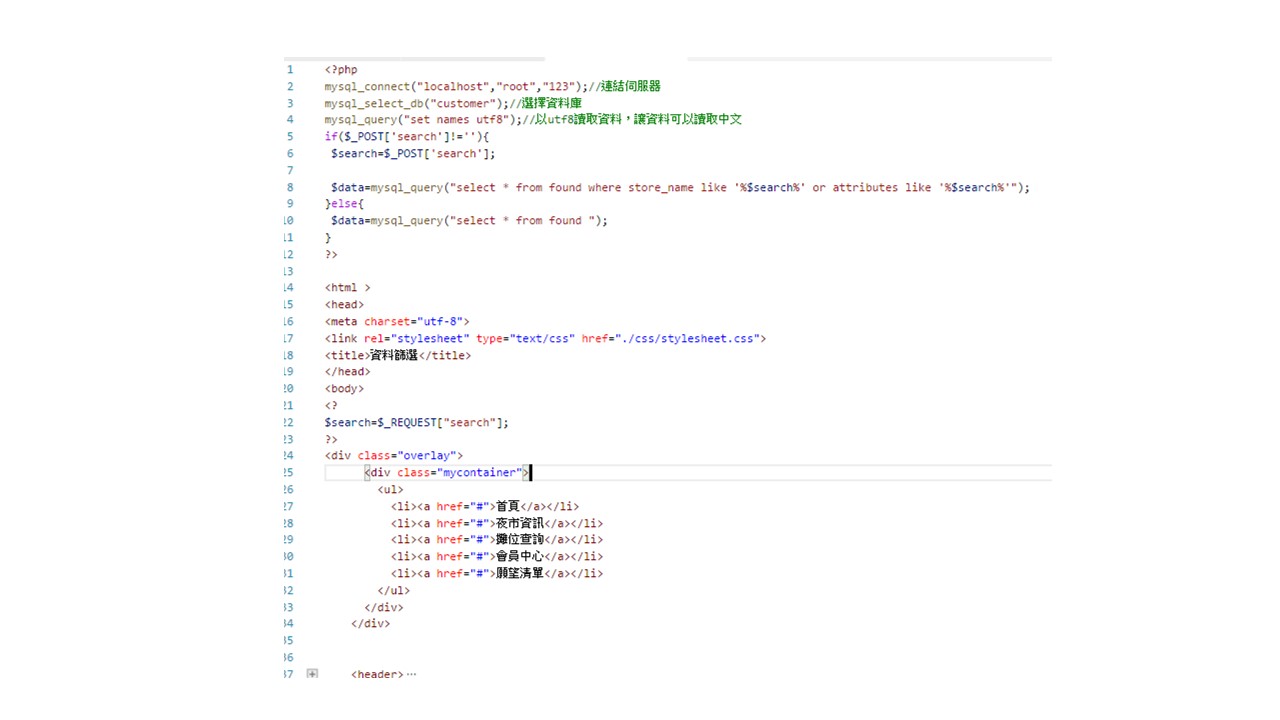 1 <?php
2 mysql_connect("localhost","root","123");//連結伺服器
3 mysql_select_db("customer");//選擇資料庫
4 mysql_query("set names utf8");//以utf8讀取資料，讓資料可以讀取中文
5 if($_POST['search']!=''){
6 $search=$_POST['search'];
7
8 $data=mysql_query("select * from found where store_name like '%$search%' or attributes like '%$search%'");
9 }else{
10 $data=mysql_query("select * from found ");
11 }
12 ?>
13
14 <html >
15 <head>
16 <meta charset="utf-8">
17 <link rel="stylesheet" type="text/css" href="./css/stylesheet.css">
18 <title>資料篩選</title>
19 </head>
20 <body>
21 <?
22 $search=$_REQUEST["search"];
23 ?>
24 <div class="overlay">
25 <div class="mycontainer">
26 <ul>
27 <li><a href="#">首頁</a></li>
28 <li><a href="#">夜市資訊</a></li>
29 <li><a href="#">攤位查詢</a></li>
30 <li><a href="#">會員中心</a></li>
31 <li><a href="#">願望清單</a></li>
32 </ul>
33 </div>
34 </div>
35
36
37 <header>…